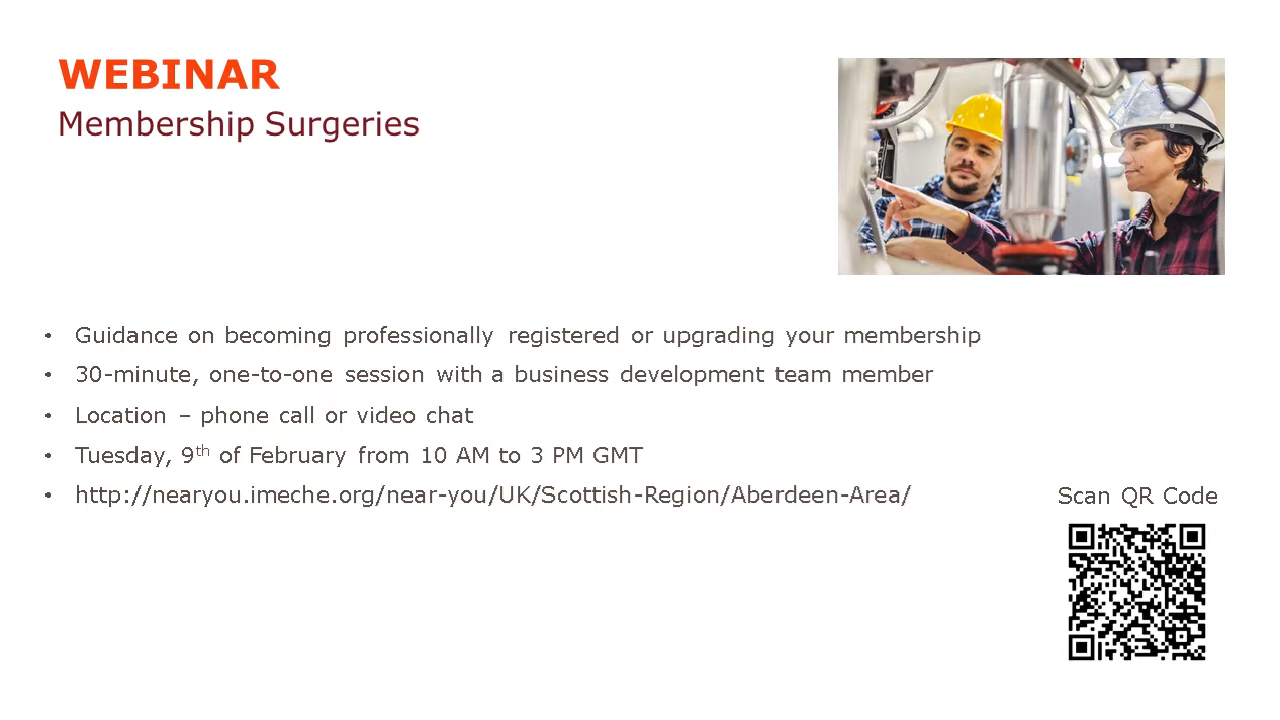 WEBINAR
Membership Surgeries
• Guidance on becoming professionally registered or upgrading your membership
• 30-minute, one-to-one session with a business development team member
• Location – phone call or video chat
• Tuesday, 9th of February from 10 AM to 3 PM GMT
• http://nearyou.imeche.org/near-you/UK/Scottish-Region/Aberdeen-Area/
Scan QR Code